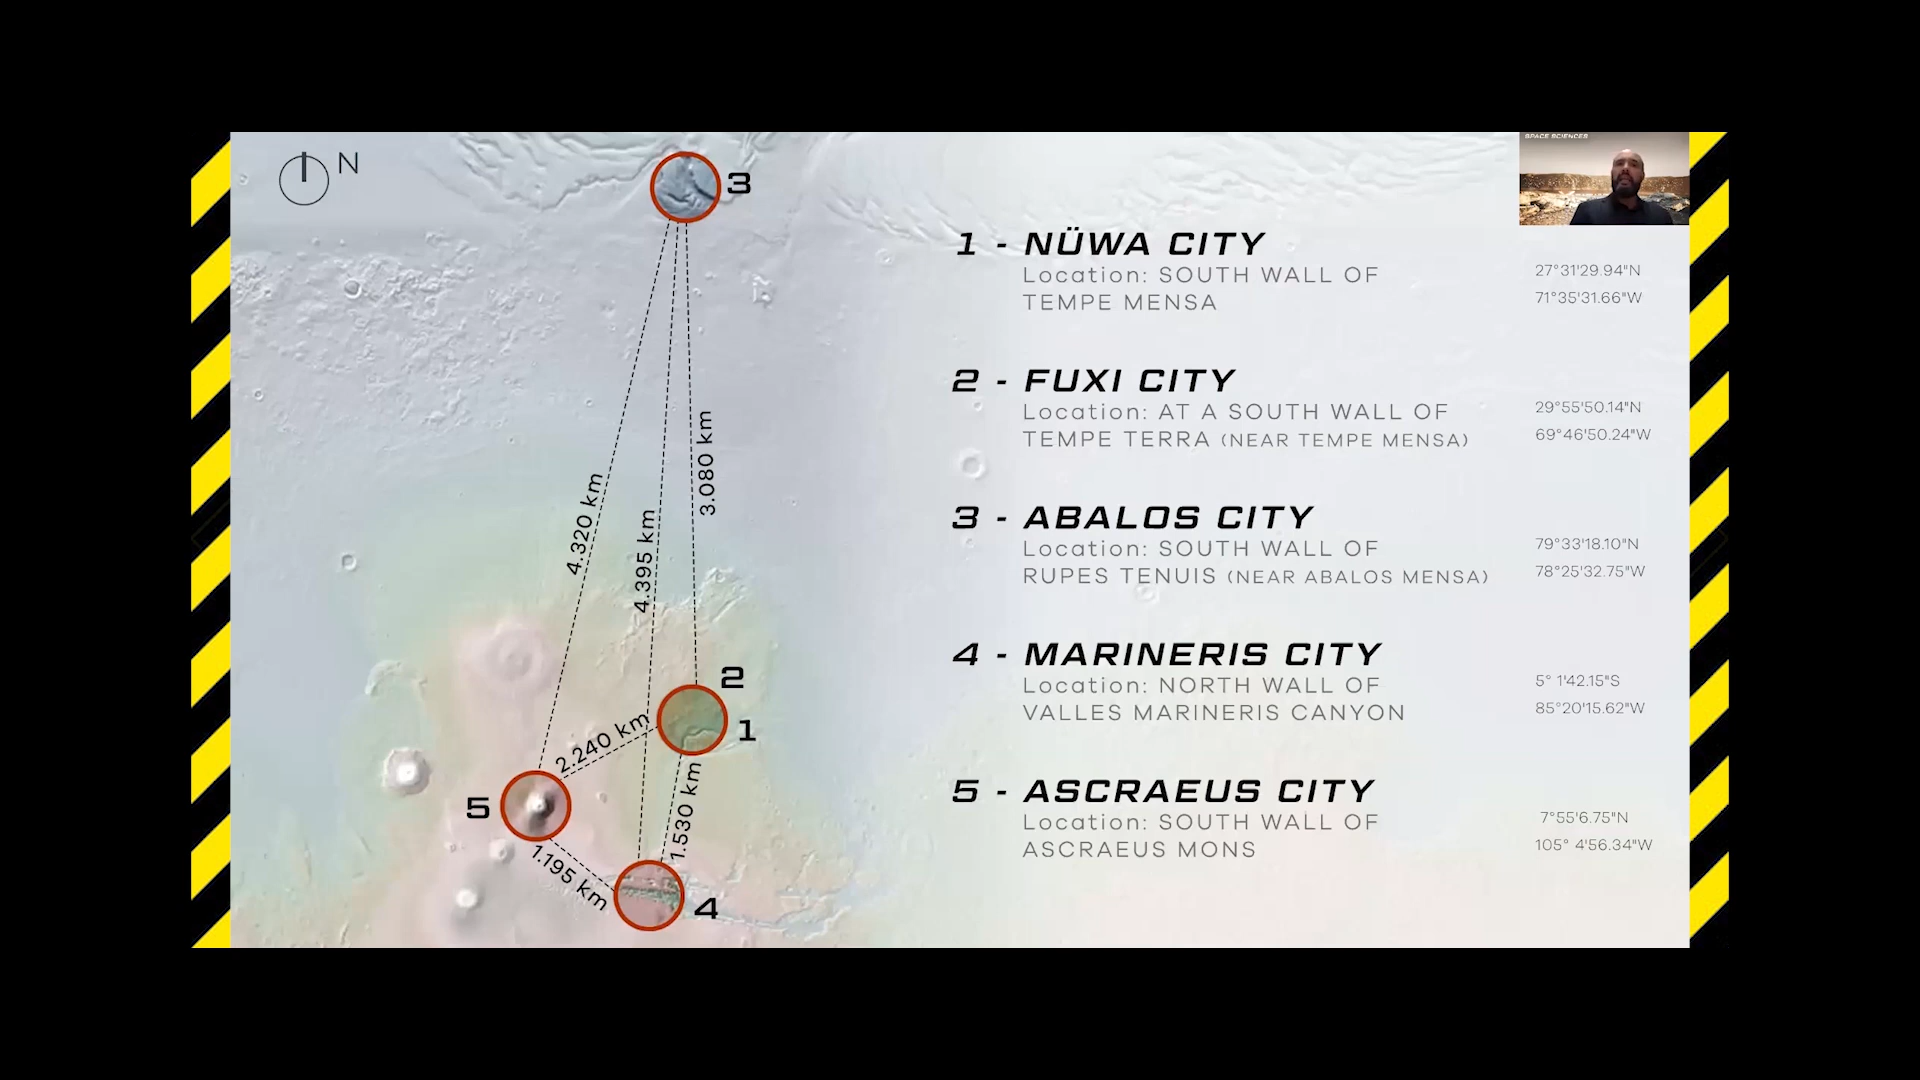 SPACE SCIENCES
N
3
4.320 km
4.395 km
3.080 km
2
1
2.240 km
5
1.530 km
1.195 km
4
1 - NÜWA CITY
Location: SOUTH WALL OF
TEMPE MENSA
27°31'29.94"N
71°35'31.66"W
2 - FUXI CITY
Location: AT A SOUTH WALL OF
TEMPE TERRA (NEAR TEMPE MENSA)
29°55'50.14"N
69°46'50.24"W
3 - ABALOS CITY
Location: SOUTH WALL OF
RUPES TENUIS (NEAR ABALOS MENSA)
79°33'18.10"N
78°25'32.75"W
4 - MARINERIS CITY
Location: NORTH WALL OF
VALLES MARINERIS CANYON
5° 1'42.15"S
85°20'15.62"W
5 - ASCRAEUS CITY
Location: SOUTH WALL OF
ASCRAEUS MONS
7°55'6.75"N
105° 4'56.34"W